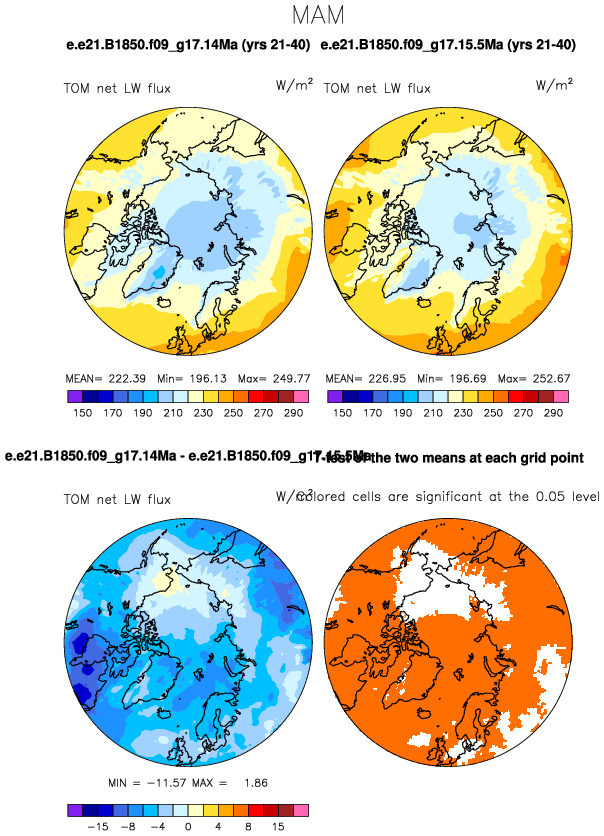 MAM
e.e21.B1850.f09_g17.14Ma (yrs 21-40) e.e21.B1850.f09_g17.15.5Ma (yrs 21-40)
TOM net LW flux W/m² TOM net LW flux W/m²
MEAN= 222.39 Min= 196.13 Max= 249.77 MEAN= 226.95 Min= 196.69 Max= 252.67
150 170 190 210 230 250 270 290 150 170 190 210 230 250 270 290
e.e21.B1850.f09_g17.14Ma - e.e21.B1850.f09_g17.15.5Ma T-test of the two means at each grid point
TOM net LW flux W/m² Colored cells are significant at the 0.05 level
MIN = -11.57 MAX = 1.86
-15 -8 -4 0 4 8 15